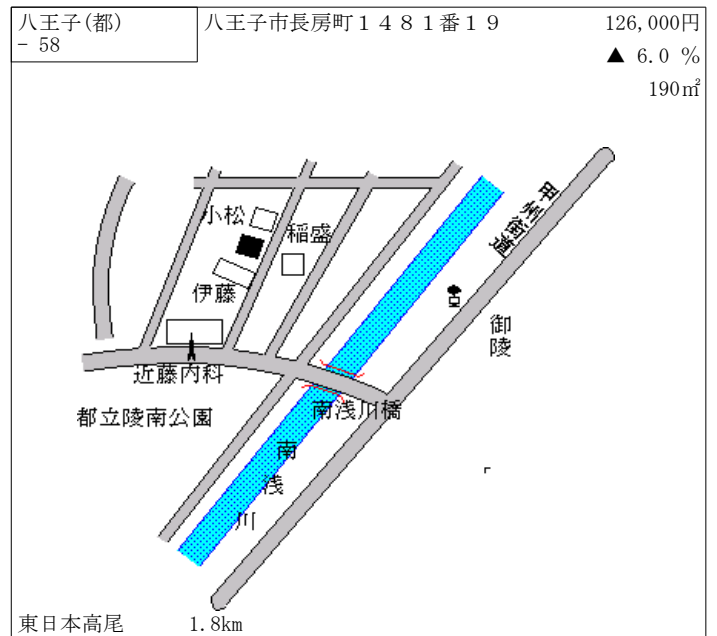 八王子(都)
- 58
八王子市長房町１４８１番１９
126,000円
▲ 6.0 %
190㎡
甲州街道
小松
稲盛
伊藤
御陵
近藤内科
南浅川橋
都立陵南公園
南浅川
東日本高尾 1.8km